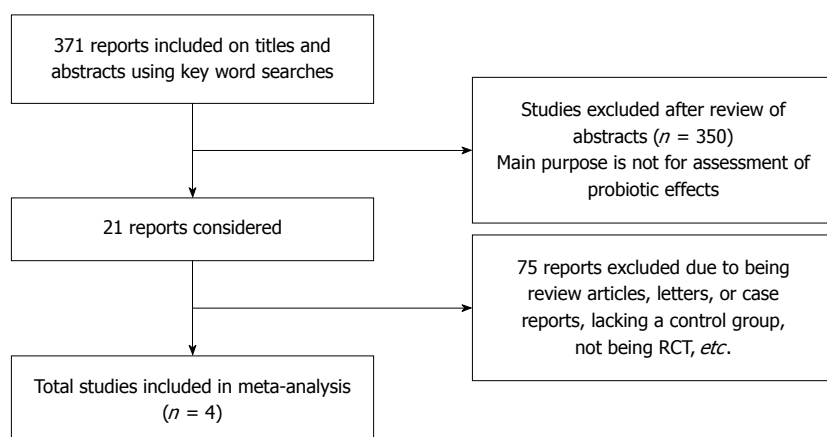 371 reports included on titles and
abstracts using key word searches
Studies excluded after review of
abstracts (n = 350)
Main purpose is not for assessment of
probiotic effects
21 reports considered
75 reports excluded due to being
review articles, letters, or case
reports, lacking a control group,
not being RCT, etc.
Total studies included in meta-analysis
(n = 4)